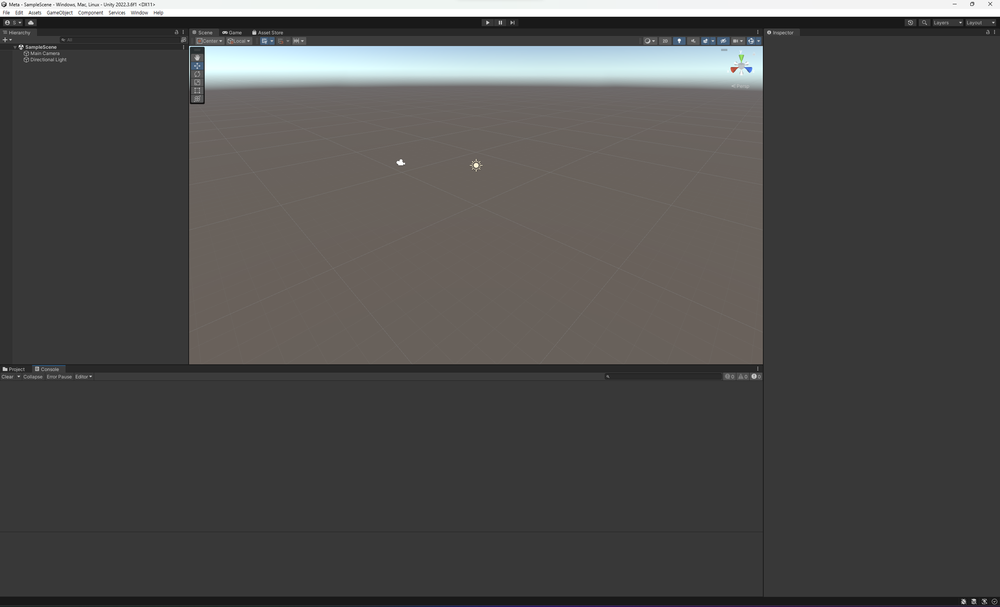 Meta - SampleScene - Windows, Mac, Linux - Unity 2022.3.6f1 <DX11>
File Edit Assets GameObject Component Services Window Help
S Layers Layout
Hierarchy
All
SampleScene
Main Camera
Directional Light
Scene Game Asset Store
Center Local 2D
y
Persp
Inspector
Project Console
Clear Collapse Error Pause Editor 0 0 0